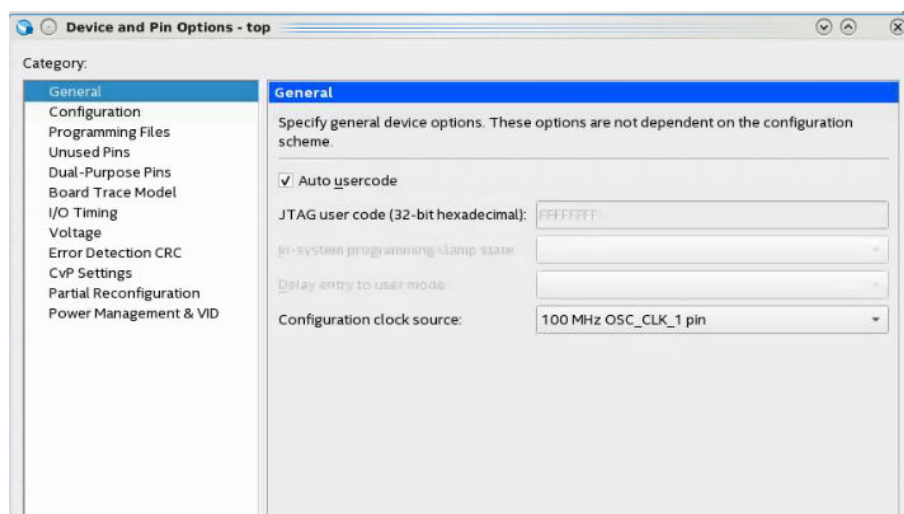 Device and Pin Options - top
Category:
General
Configuration
Programming Files
Unused Pins
Dual-Purpose Pins
Board Trace Model
I/O Timing
Voltage
Error Detection CRC
CvP Settings
Partial Reconfiguration
Power Management & VID
General
Specify general device options. These options are not dependent on the configuration
scheme.
Auto usercode
JTAG user code (32-bit hexadecimal): FFFFFFFF
In-system programming clamp state
Delay entry to user mode
Configuration clock source: 100 MHz OSC_CLK_1 pin